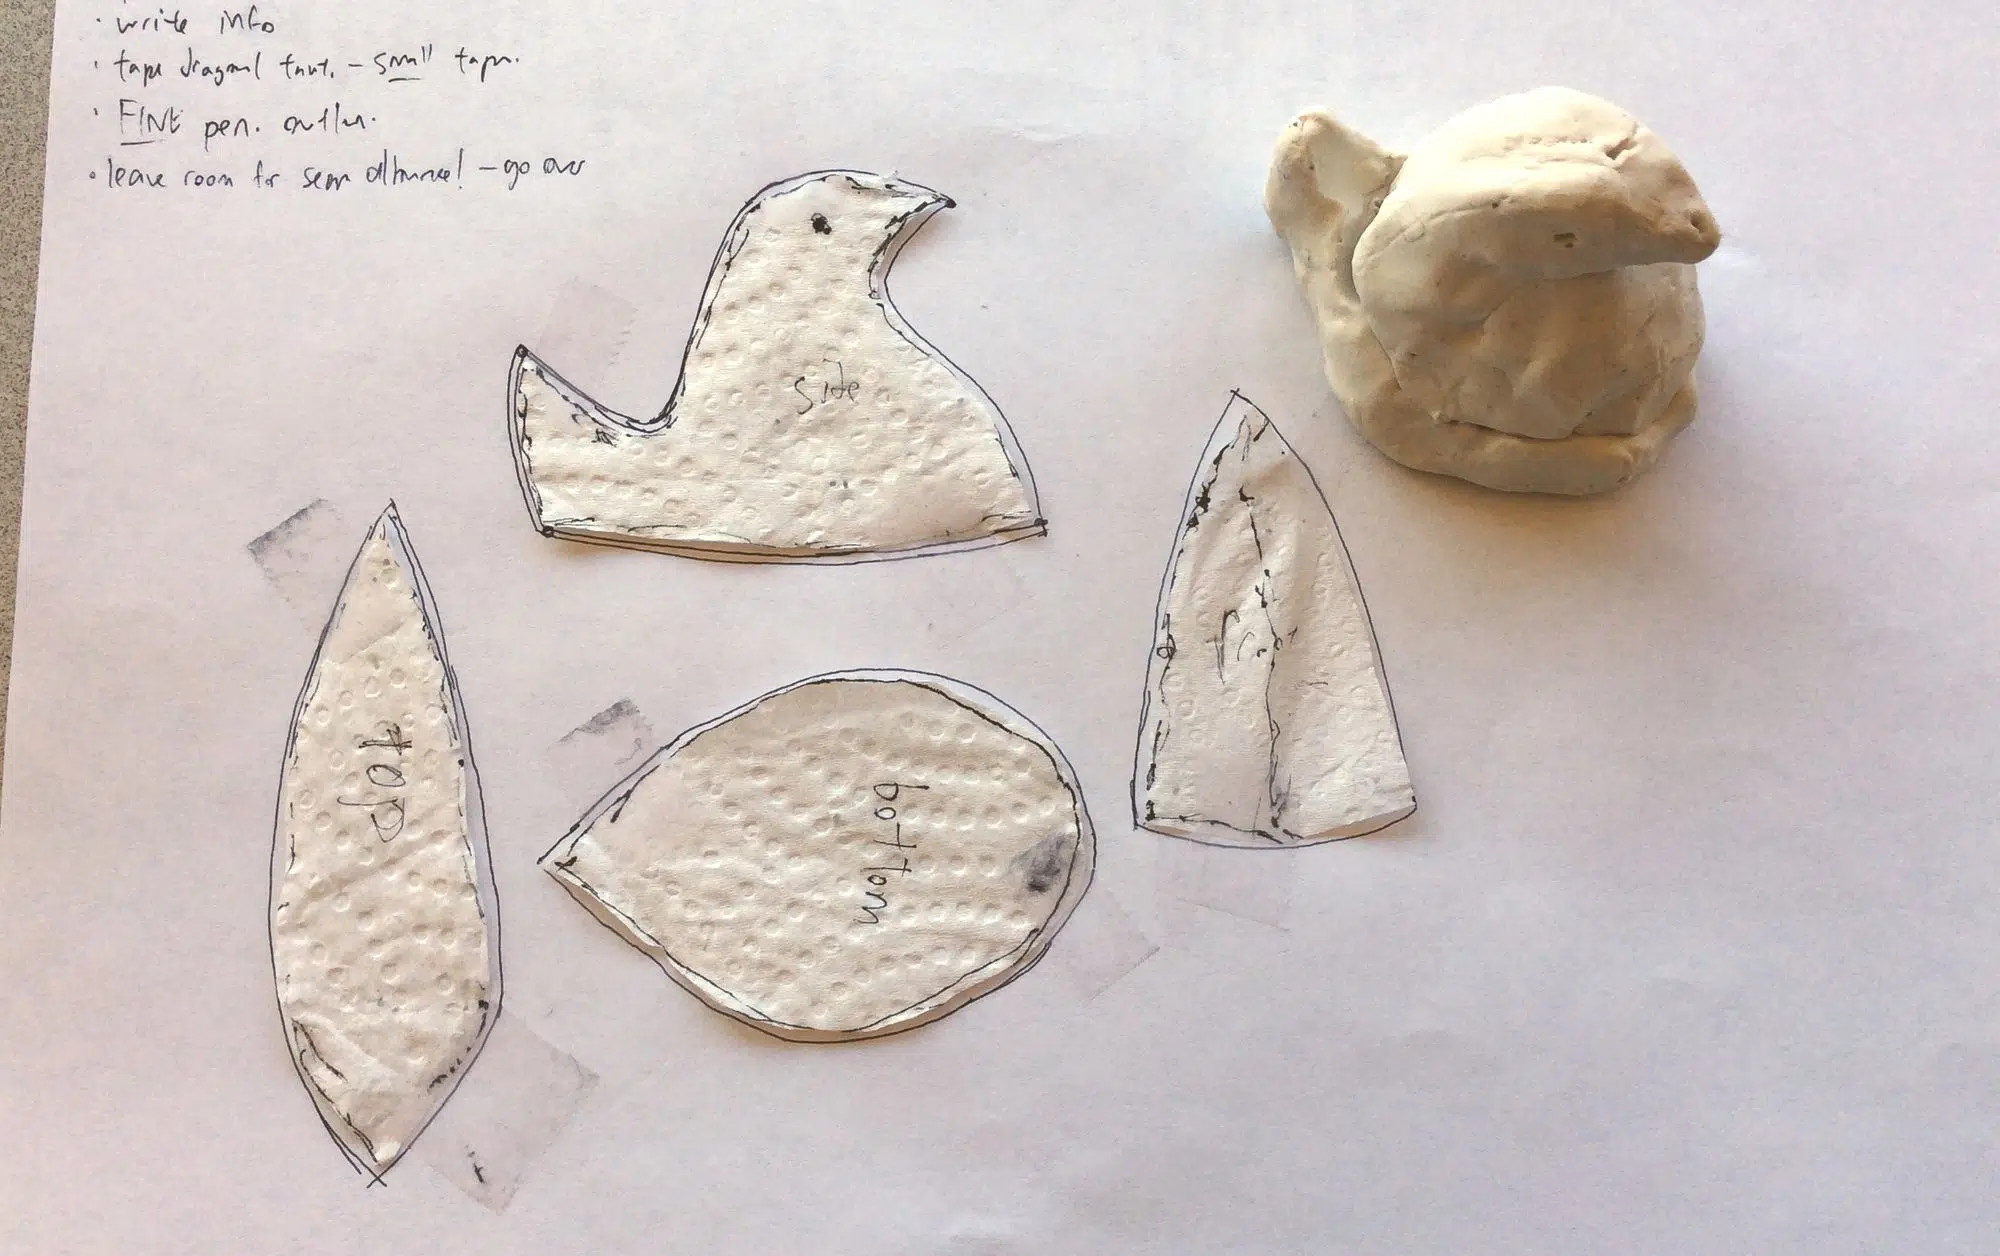 · write info
· tape diagonal first. - small tape.
· FINE pen. outline.
· leave room for seam allowance! - go over
side
top
bottom